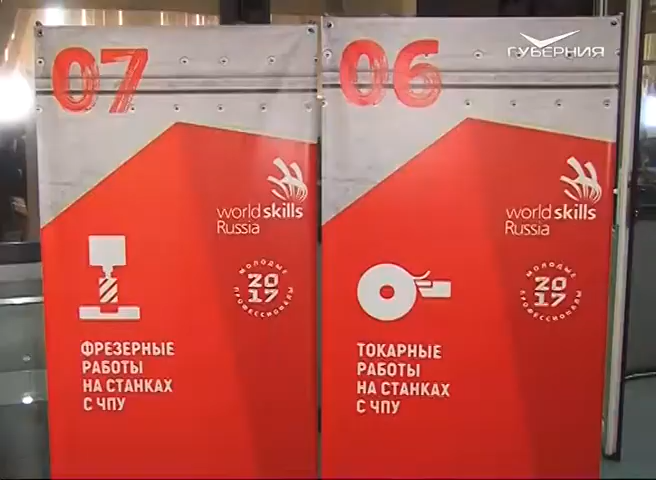 ГУБЕРНИЯ
07
world skills
Russia
МОЛОДЫЕ
2017
ПРОФЕССИОНАЛЫ
ФРЕЗЕРНЫЕ
РАБОТЫ
НА СТАНКАХ
С ЧПУ
06
world skills
Russia
МОЛОДЫЕ
2017
ПРОФЕССИОНАЛЫ
ТОКАРНЫЕ
РАБОТЫ
НА СТАНКАХ
С ЧПУ